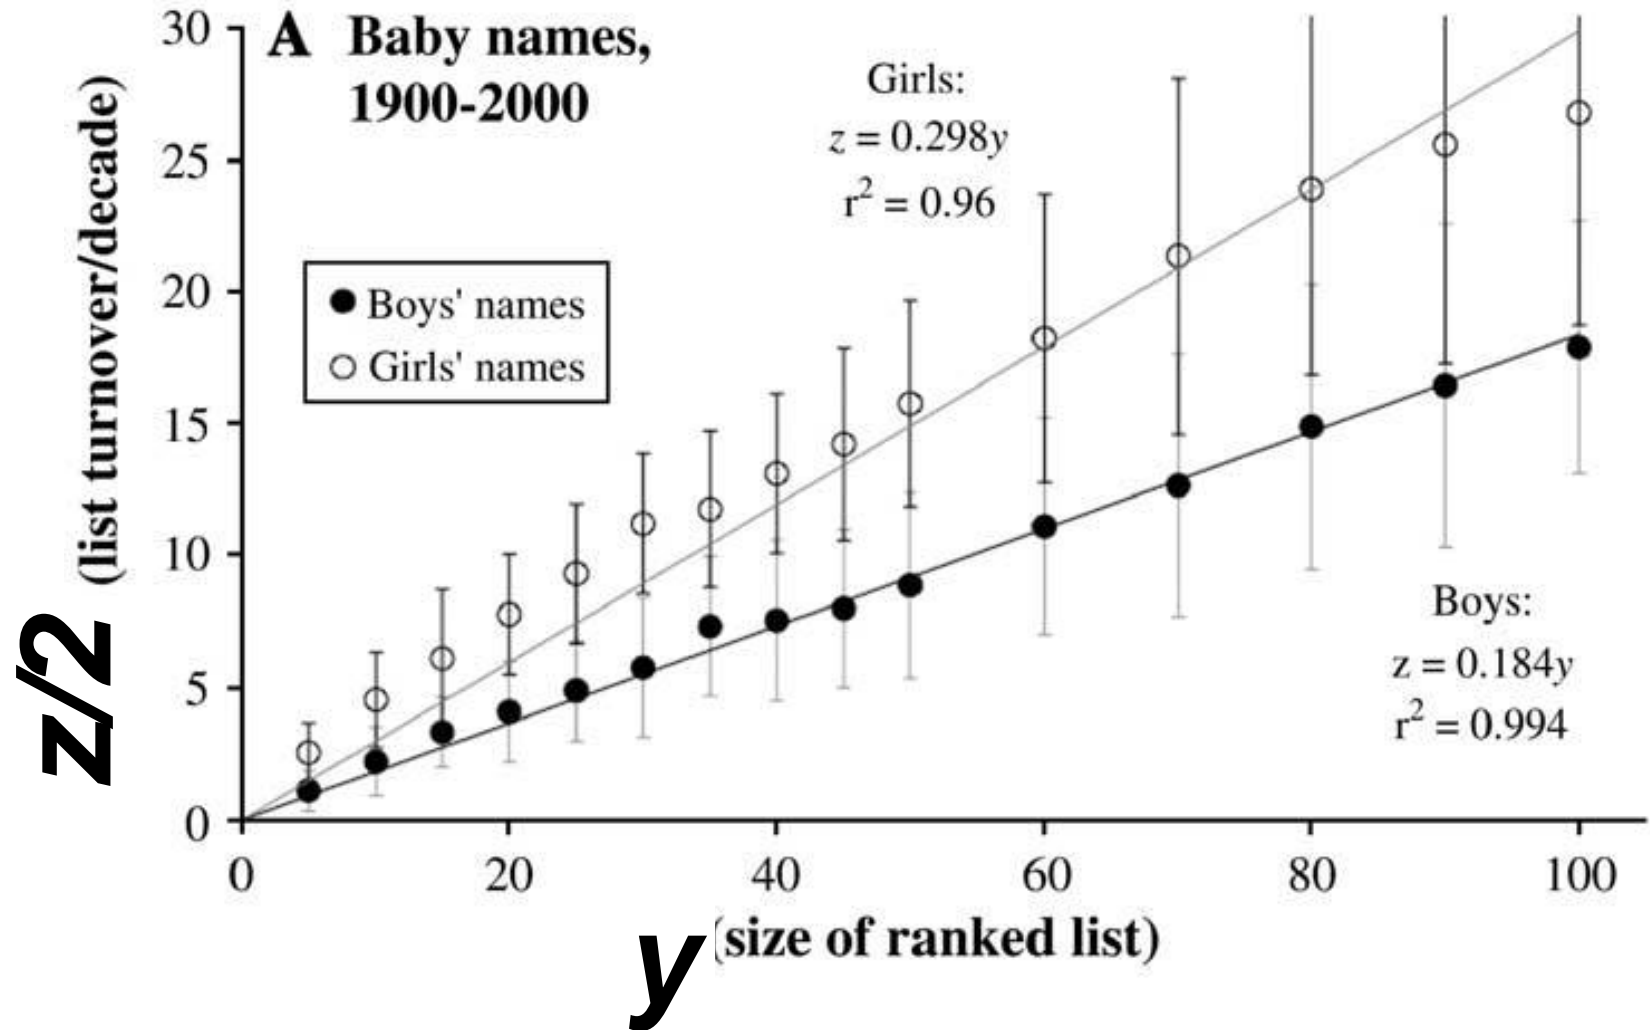 A Baby names,
1900-2000
Girls:
z = 0.298y
r² = 0.96
Boys' names
Girls' names
Boys:
z = 0.184y
r² = 0.994
30
25
20
15
10
5
0
0 20 40 60 80 100
z/2 (list turnover/decade)
y (size of ranked list)